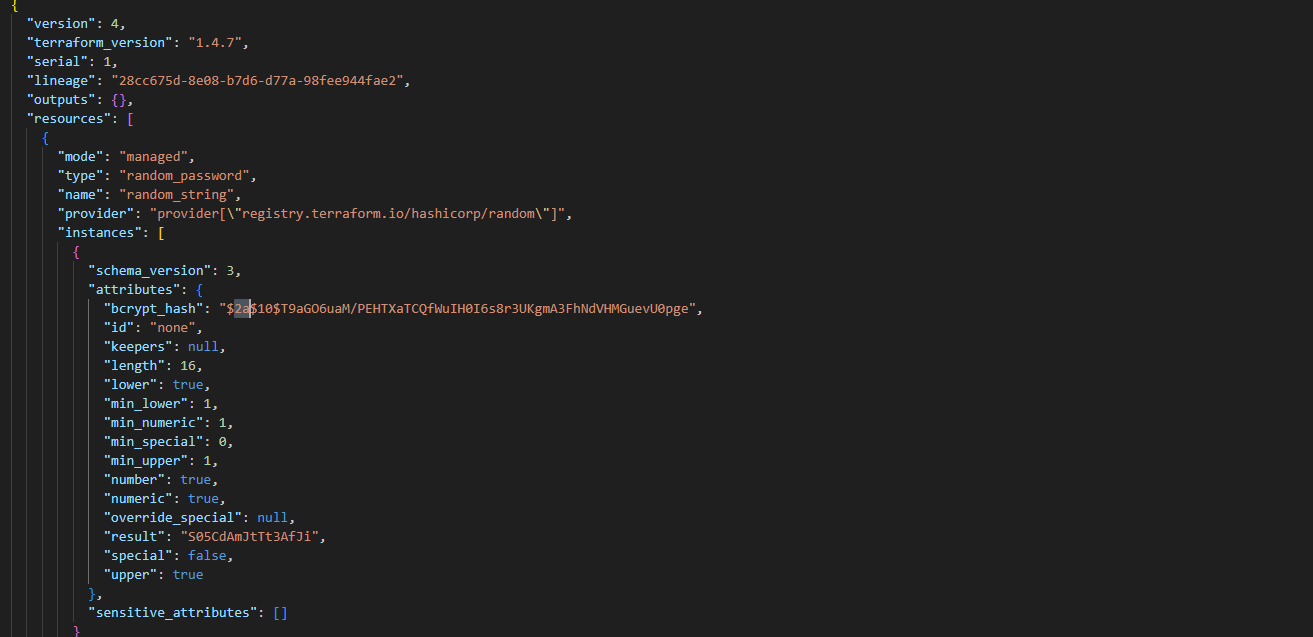 {
"version": 4,
"terraform_version": "1.4.7",
"serial": 1,
"lineage": "28cc675d-8e08-b7d6-d77a-98fee944fae2",
"outputs": {},
"resources": [
{
"mode": "managed",
"type": "random_password",
"name": "random_string",
"provider": "provider[\"registry.terraform.io/hashicorp/random\"]",
"instances": [
{
"schema_version": 3,
"attributes": {
"bcrypt_hash": "$2a$10$T9aGO6uaM/PEHTXaTCQfWuIH0I6s8r3UKgmA3FhNdVHMGuevU0pge",
"id": "none",
"keepers": null,
"length": 16,
"lower": true,
"min_lower": 1,
"min_numeric": 1,
"min_special": 0,
"min_upper": 1,
"number": true,
"numeric": true,
"override_special": null,
"result": "S05CdAmJtTt3AfJi",
"special": false,
"upper": true
},
"sensitive_attributes": []
}